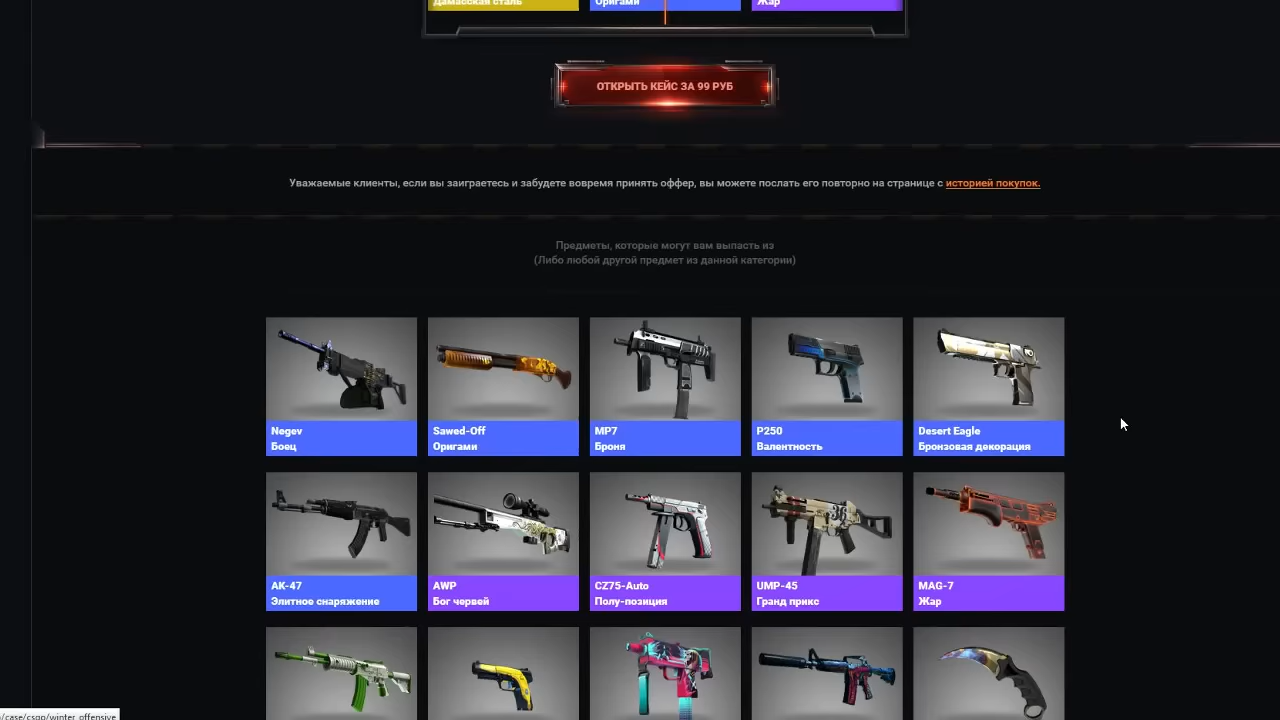 Дамасская сталь
Оригами
Жар
ОТКРЫТЬ КЕЙС ЗА 99 РУБ
Уважаемые клиенты, если вы заиграетесь и забудете вовремя принять оффер, вы можете послать его повторно на странице с историей покупок.
Предметы, которые могут вам выпасть из
(Либо любой другой предмет из данной категории)
Negev
Боец
Sawed-Off
Оригами
MP7
Броня
P250
Валентность
Desert Eagle
Бронзовая декорация
AK-47
Элитное снаряжение
AWP
Бог червей
CZ75-Auto
Полу-позиция
UMP-45
Гранд прикс
MAG-7
Жар
/case/csgo/winter_offensive